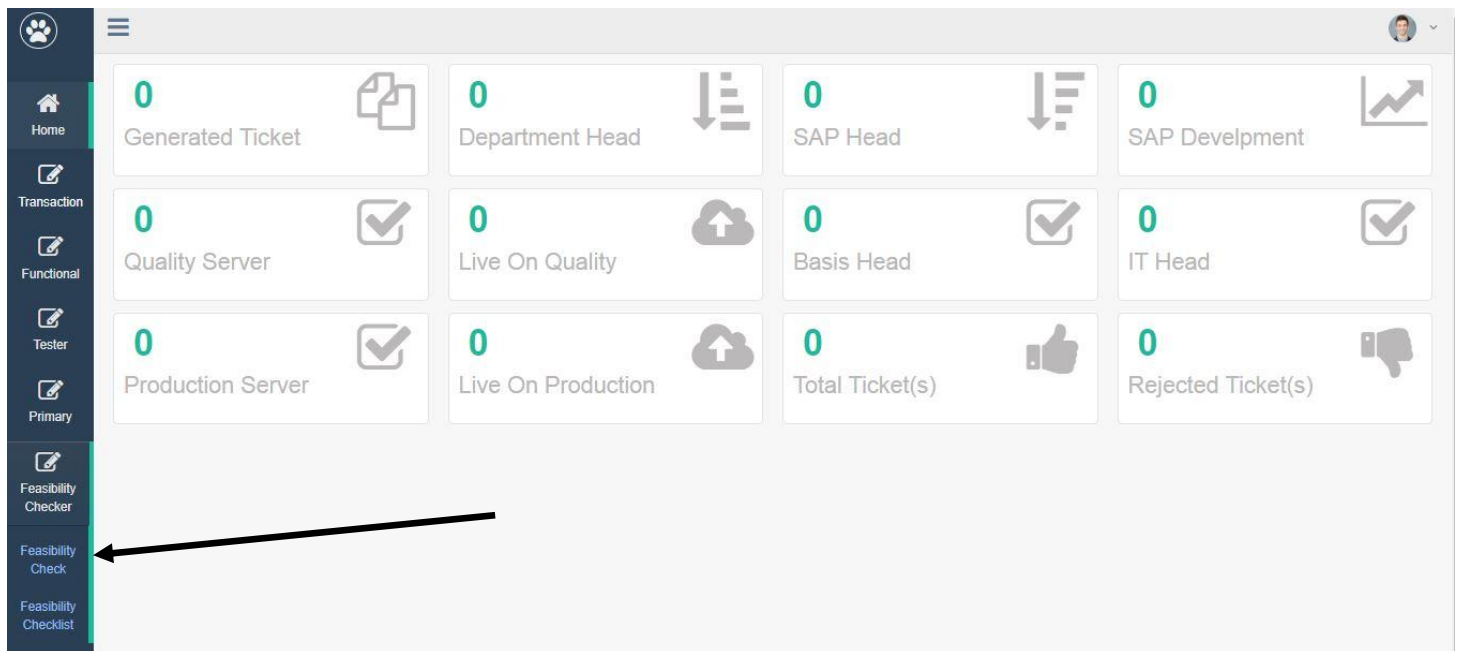 Home
Transaction
Functional
Tester
Primary
Feasibility
Checker
Feasibility
Check
Feasibility
Checklist
0
Generated Ticket
0
Department Head
0
SAP Head
0
SAP Develpment
0
Quality Server
0
Live On Quality
0
Basis Head
0
IT Head
0
Production Server
0
Live On Production
0
Total Ticket(s)
0
Rejected Ticket(s)